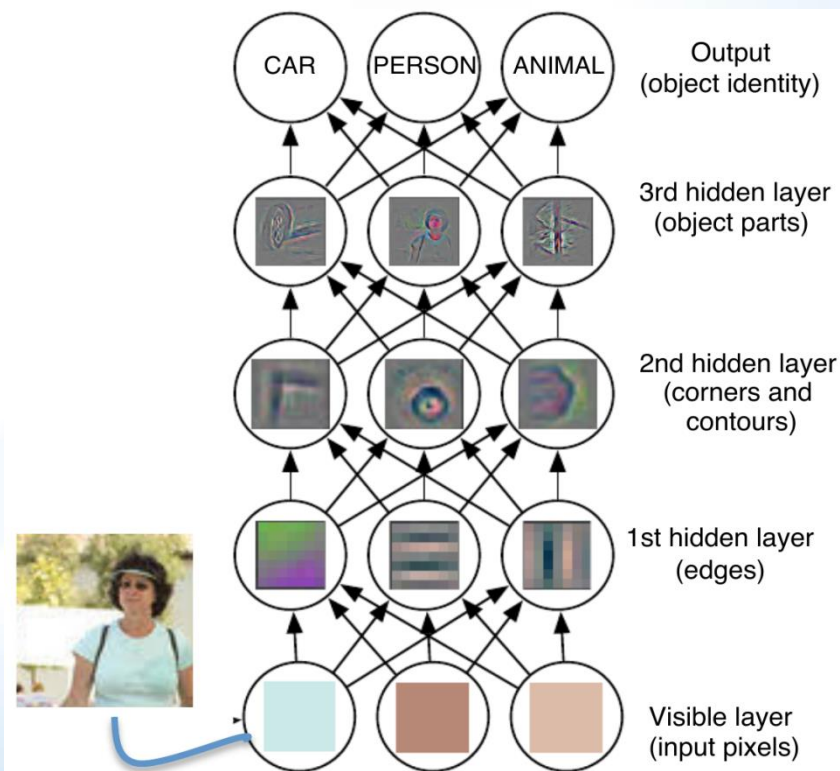 CAR
PERSON
ANIMAL
Output
(object identity)
3rd hidden layer
(object parts)
2nd hidden layer
(corners and
contours)
1st hidden layer
(edges)
Visible layer
(input pixels)